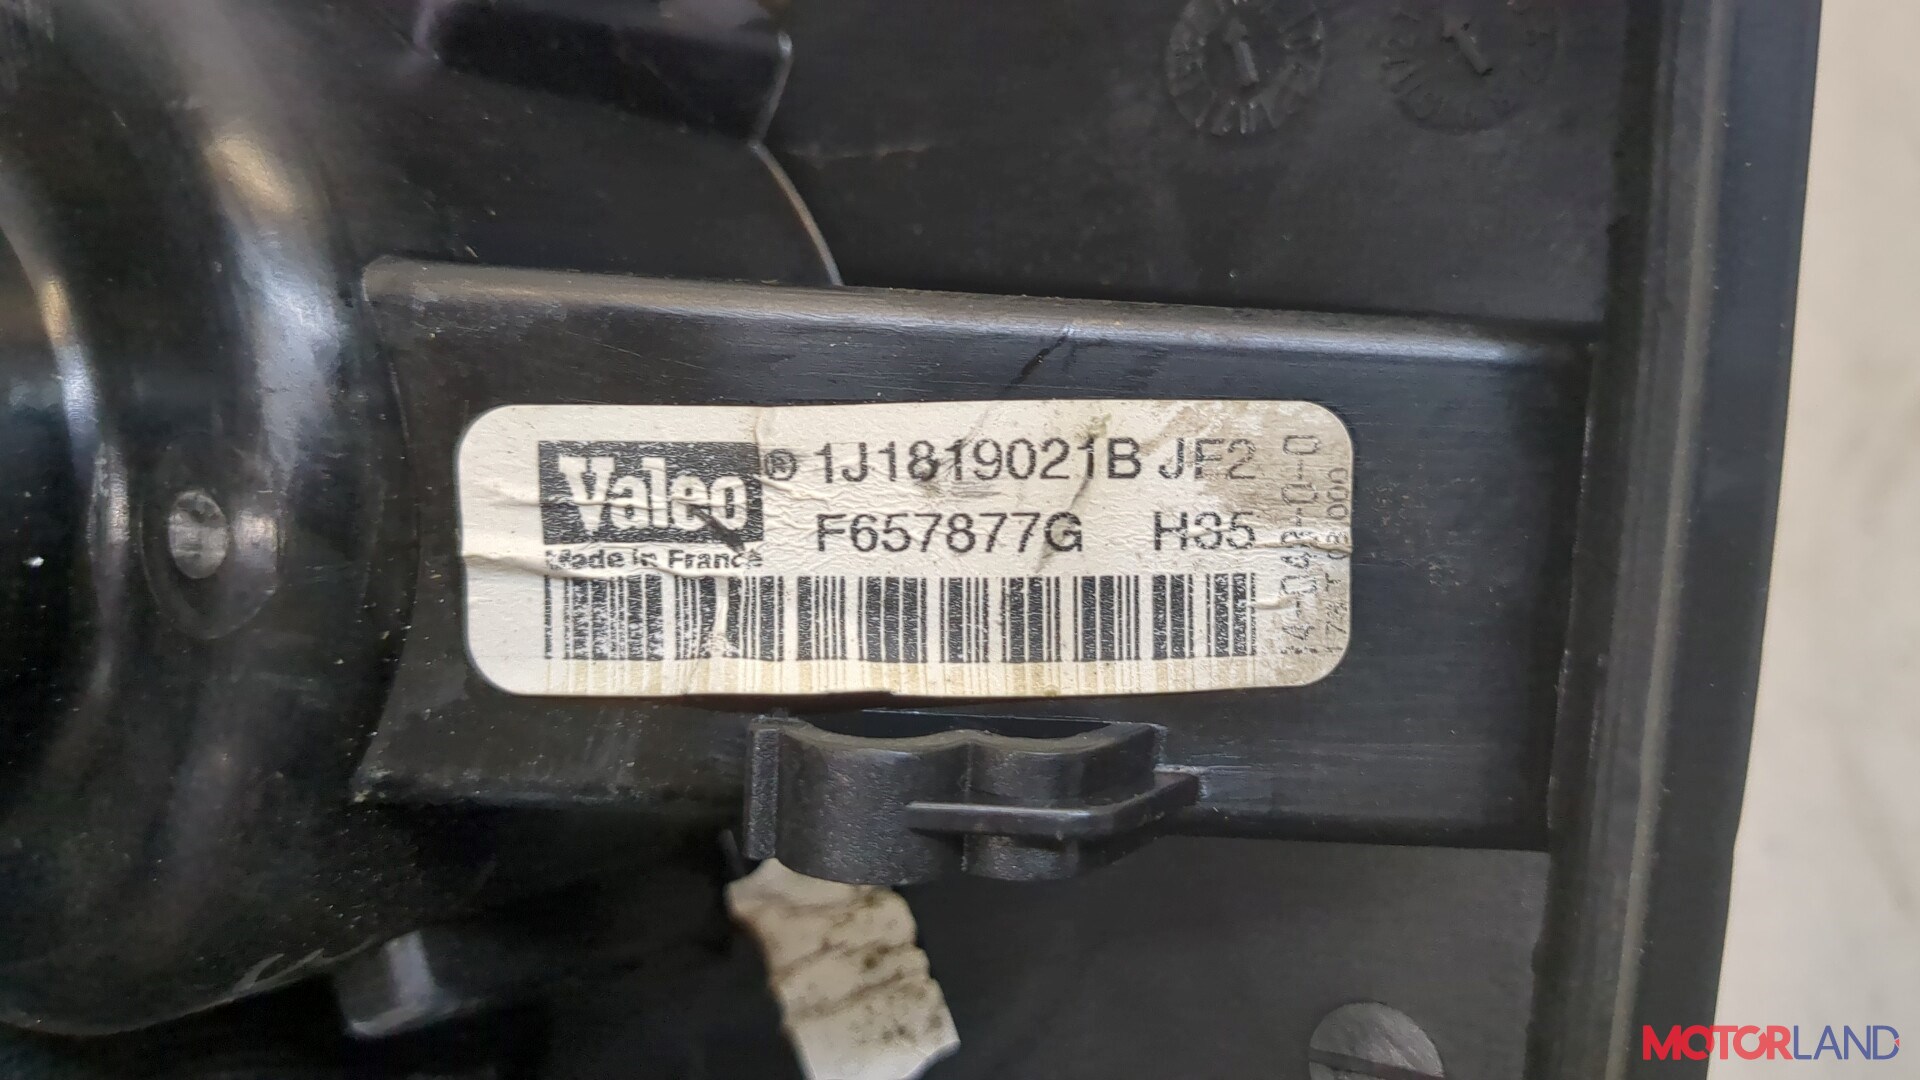 Valeo® 1J1819021B JF2
F657877G H35
Made in France
MOTORLAND